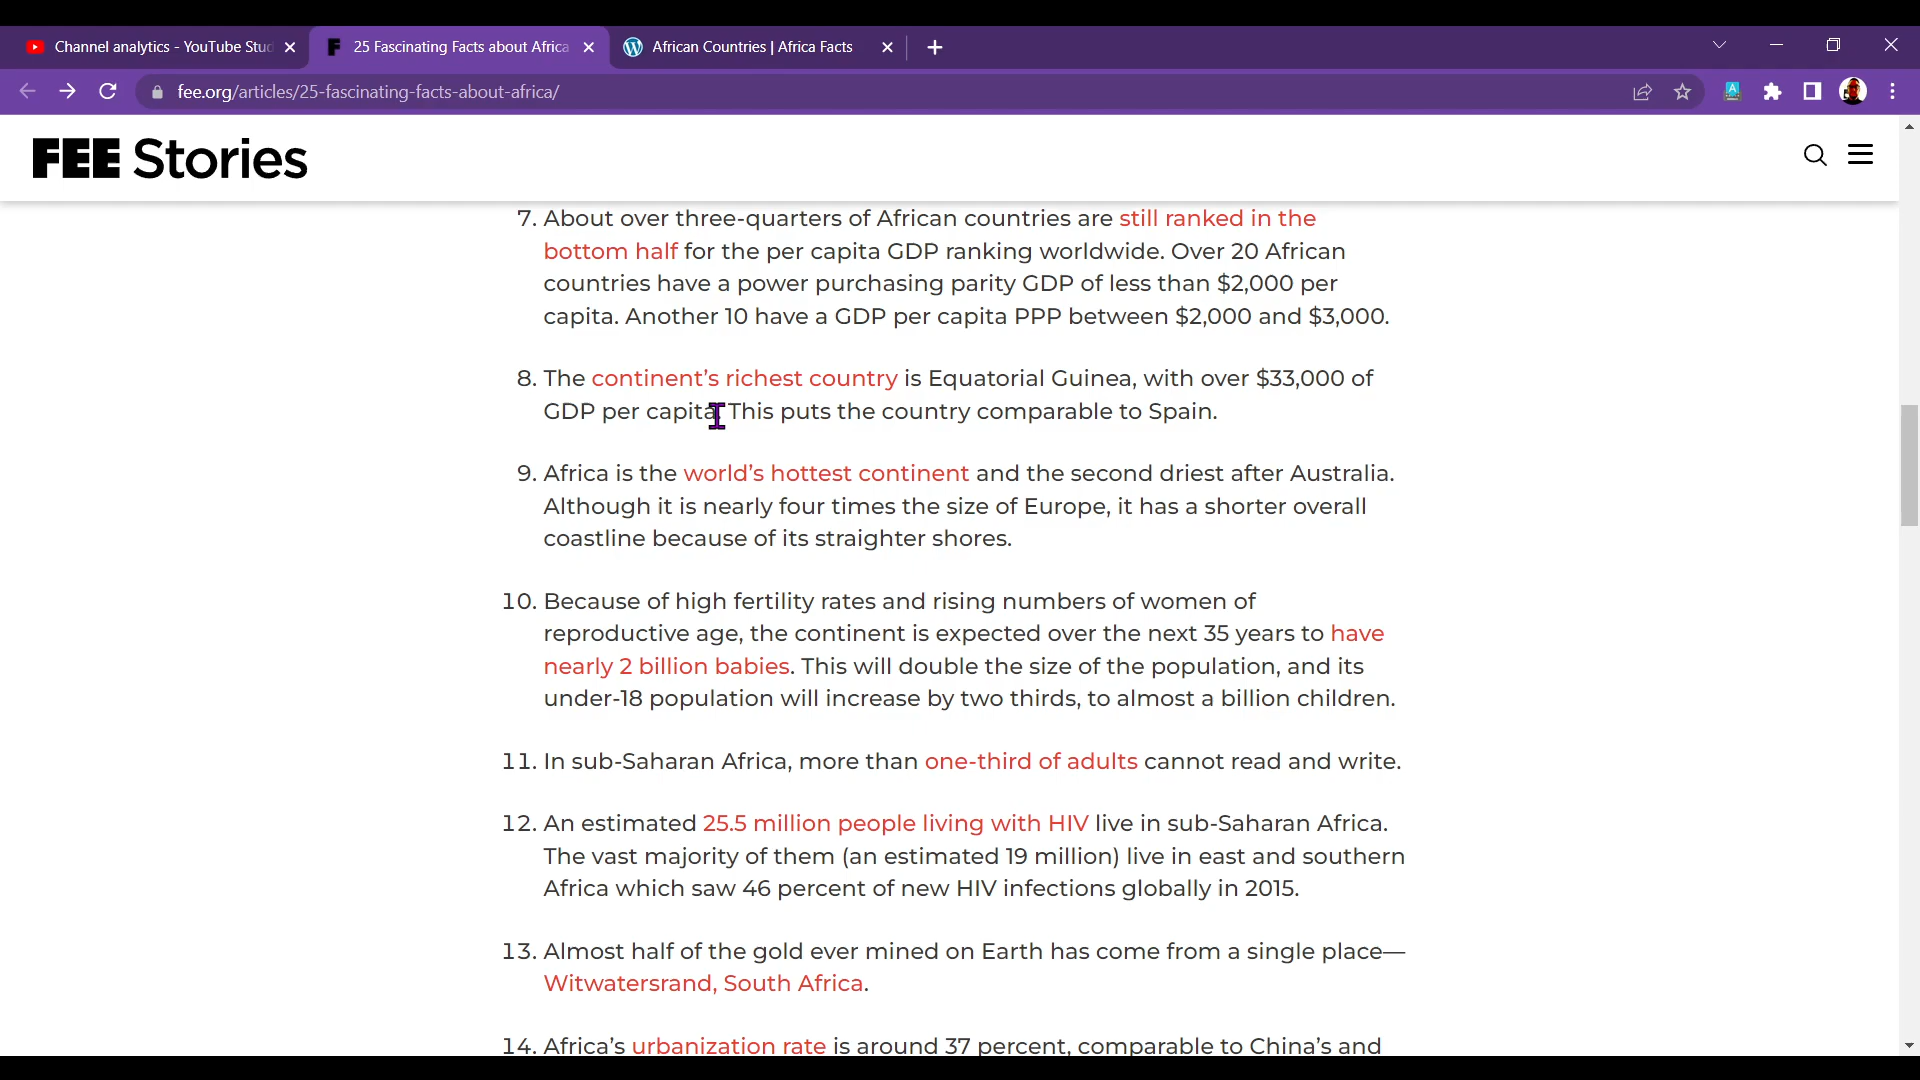 Channel analytics - YouTube Stu
25 Fascinating Facts about Africa
African Countries | Africa Facts
fee.org/articles/25-fascinating-facts-about-africa/
FEE Stories
7. About over three-quarters of African countries are still ranked in the
bottom half for the per capita GDP ranking worldwide. Over 20 African
countries have a power purchasing parity GDP of less than $2,000 per
capita. Another 10 have a GDP per capita PPP between $2,000 and $3,000.
8. The continent’s richest country is Equatorial Guinea, with over $33,000 of
GDP per capita. This puts the country comparable to Spain.
9. Africa is the world’s hottest continent and the second driest after Australia.
Although it is nearly four times the size of Europe, it has a shorter overall
coastline because of its straighter shores.
10. Because of high fertility rates and rising numbers of women of
reproductive age, the continent is expected over the next 35 years to have
nearly 2 billion babies. This will double the size of the population, and its
under-18 population will increase by two thirds, to almost a billion children.
11. In sub-Saharan Africa, more than one-third of adults cannot read and write.
12. An estimated 25.5 million people living with HIV live in sub-Saharan Africa.
The vast majority of them (an estimated 19 million) live in east and southern
Africa which saw 46 percent of new HIV infections globally in 2015.
13. Almost half of the gold ever mined on Earth has come from a single place—
Witwatersrand, South Africa.
14. Africa’s urbanization rate is around 37 percent, comparable to China’s and